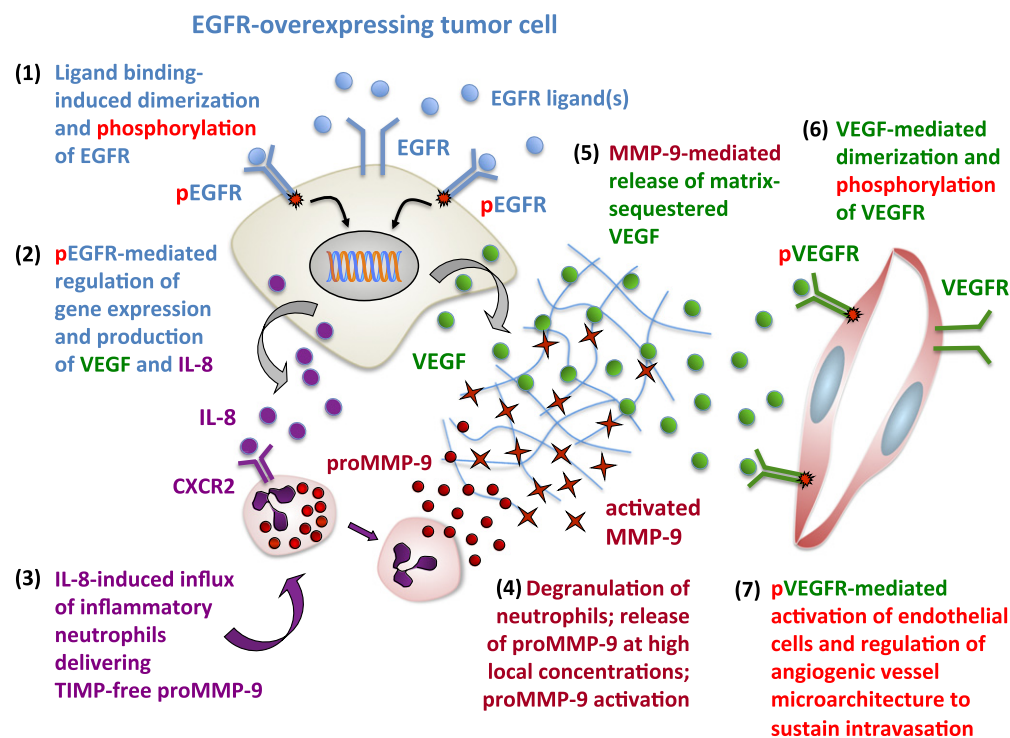 EGFR-overexpressing tumor cell
(1) Ligand binding-
induced dimerization
and phosphorylation
of EGFR
EGFR ligand(s)
EGFR
pEGFR
pEGFR
(2) pEGFR-mediated
regulation of
gene expression
and production
of VEGF and IL-8
VEGF
IL-8
CXCR2
(3) IL-8-induced influx
of inflammatory
neutrophils
delivering
TIMP-free proMMP-9
proMMP-9
(4) Degranulation of
neutrophils; release
of proMMP-9 at high
local concentrations;
proMMP-9 activation
activated
MMP-9
(5) MMP-9-mediated
release of matrix-
sequestered
VEGF
(6) VEGF-mediated
dimerization and
phosphorylation
of VEGFR
pVEGFR
VEGFR
(7) pVEGFR-mediated
activation of endothelial
cells and regulation of
angiogenic vessel
microarchitecture to
sustain intravasation